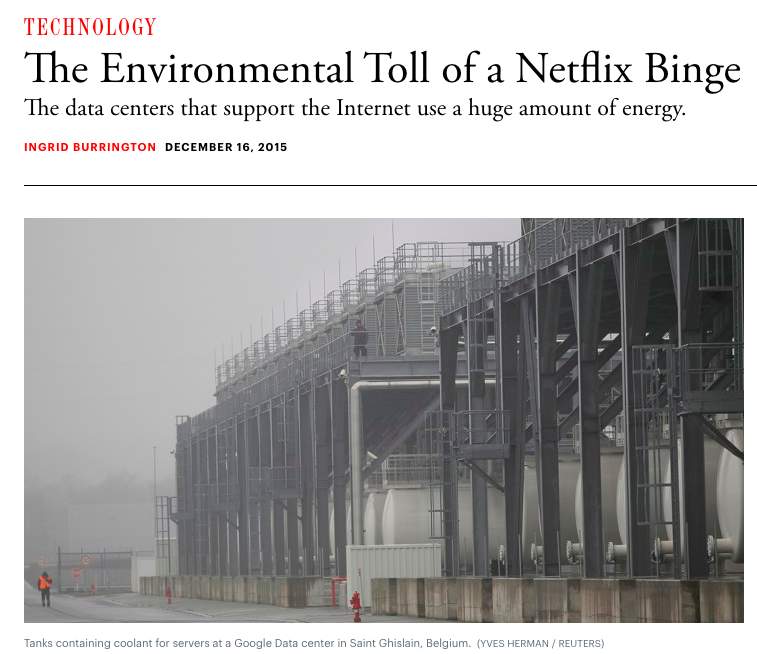 TECHNOLOGY
The Environmental Toll of a Netflix Binge
The data centers that support the Internet use a huge amount of energy.
INGRID BURRINGTON DECEMBER 16, 2015
Tanks containing coolant for servers at a Google Data center in Saint Ghislain, Belgium. (YVES HERMAN / REUTERS)